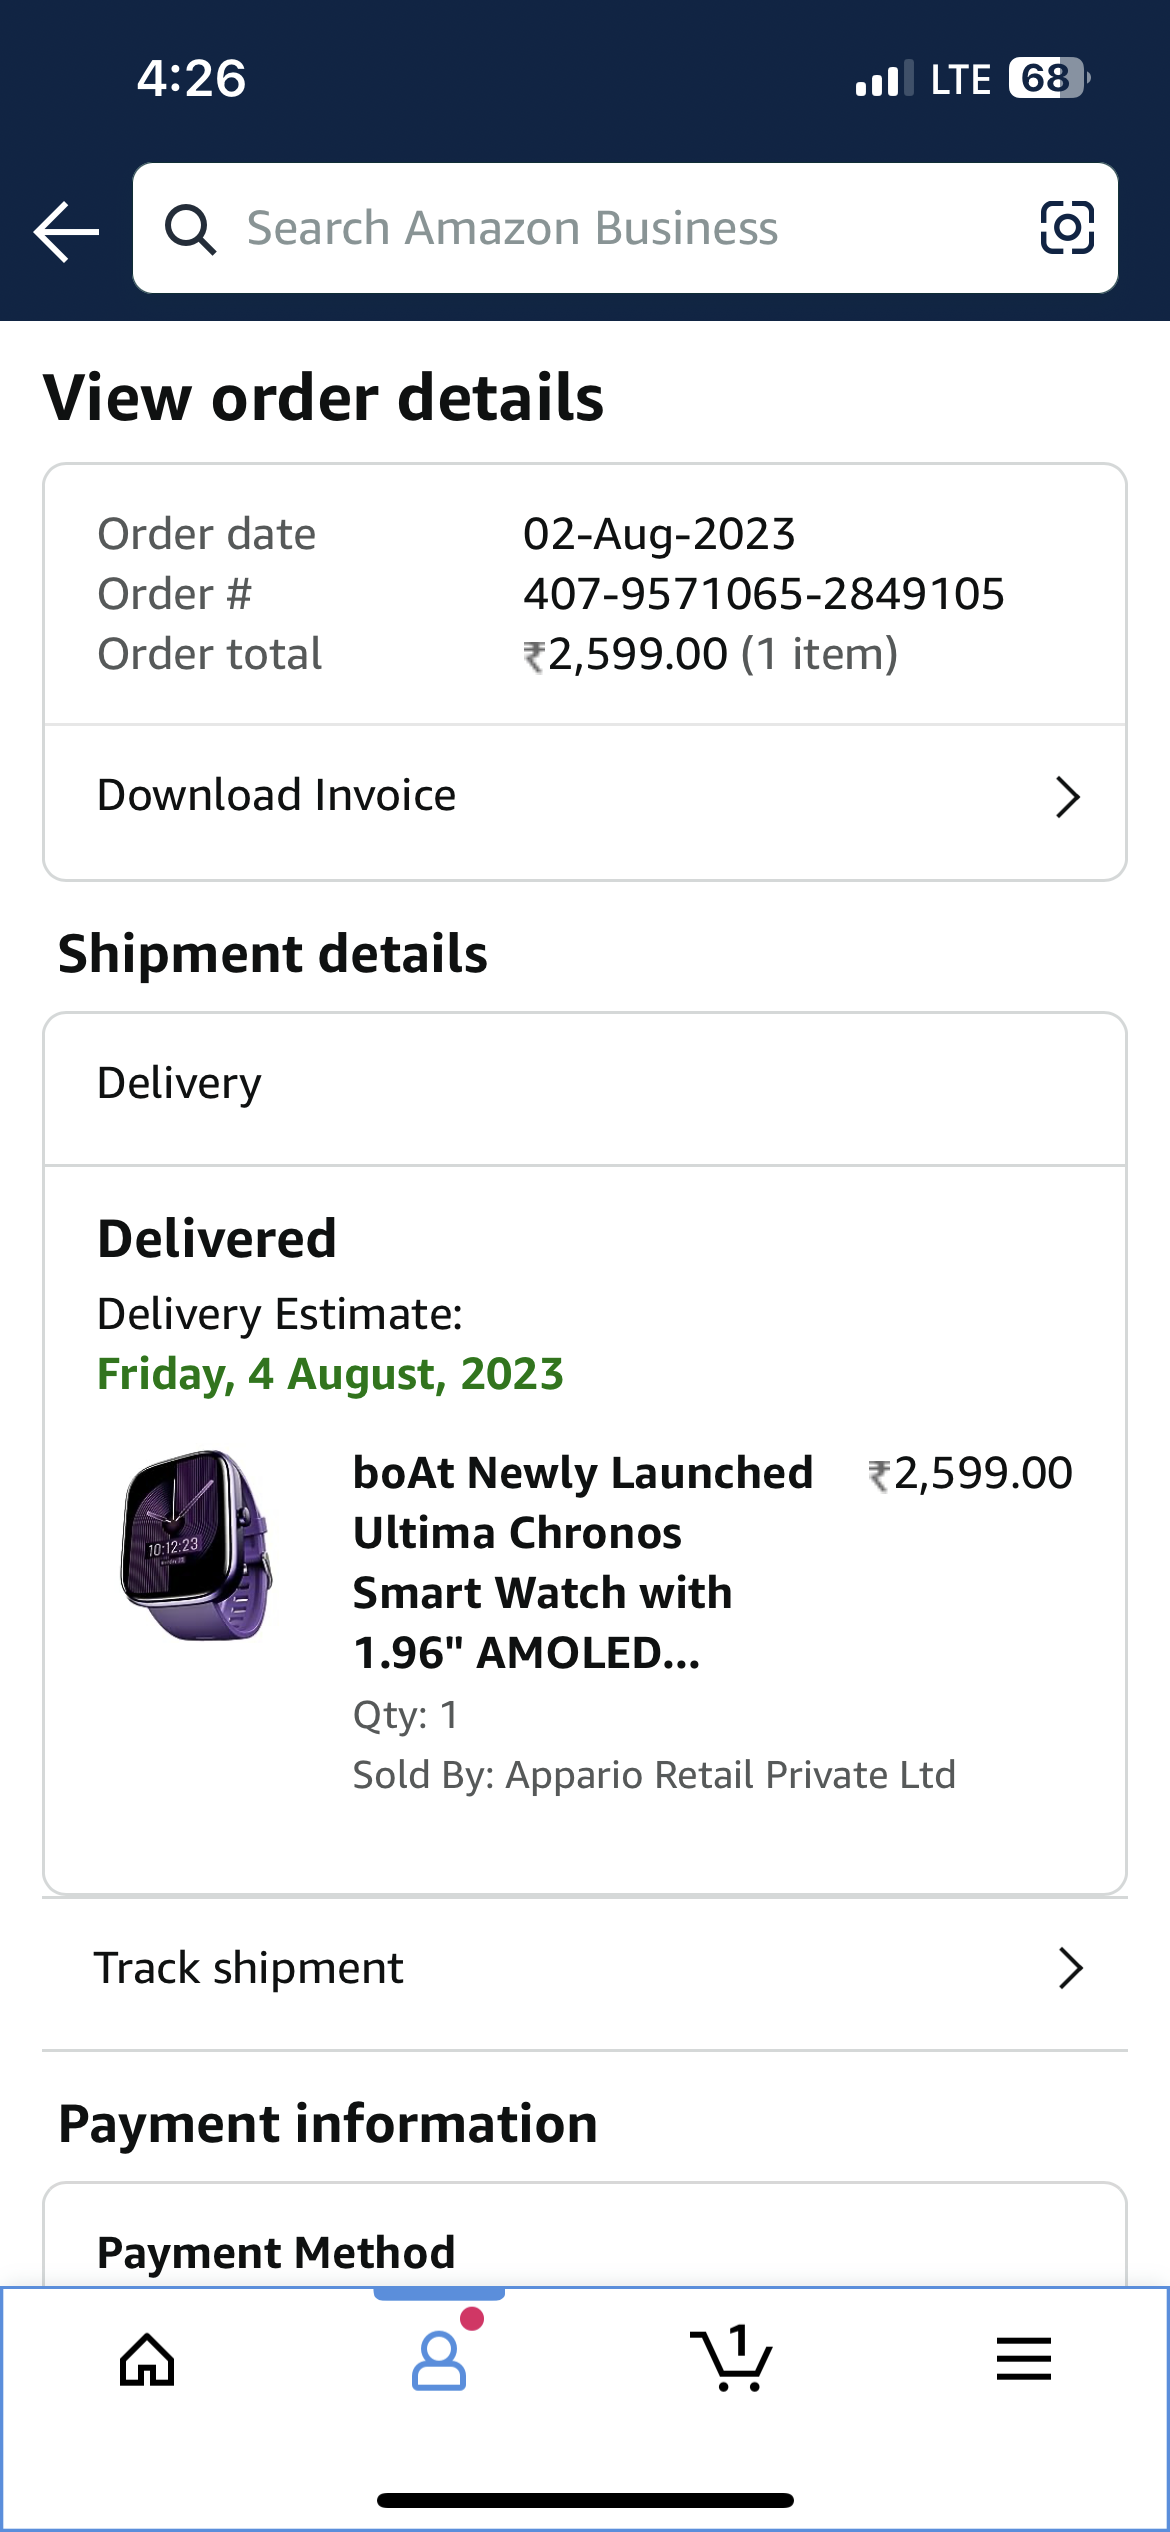 4:26
LTE 68
Search Amazon Business
View order details
Order date 02-Aug-2023
Order # 407-9571065-2849105
Order total ₹2,599.00 (1 item)
Download Invoice
Shipment details
Delivery
Delivered
Delivery Estimate:
Friday, 4 August, 2023
10:12:23
boAt Newly Launched ₹2,599.00
Ultima Chronos
Smart Watch with
1.96" AMOLED...
Qty: 1
Sold By: Appario Retail Private Ltd
Track shipment
Payment information
Payment Method
1